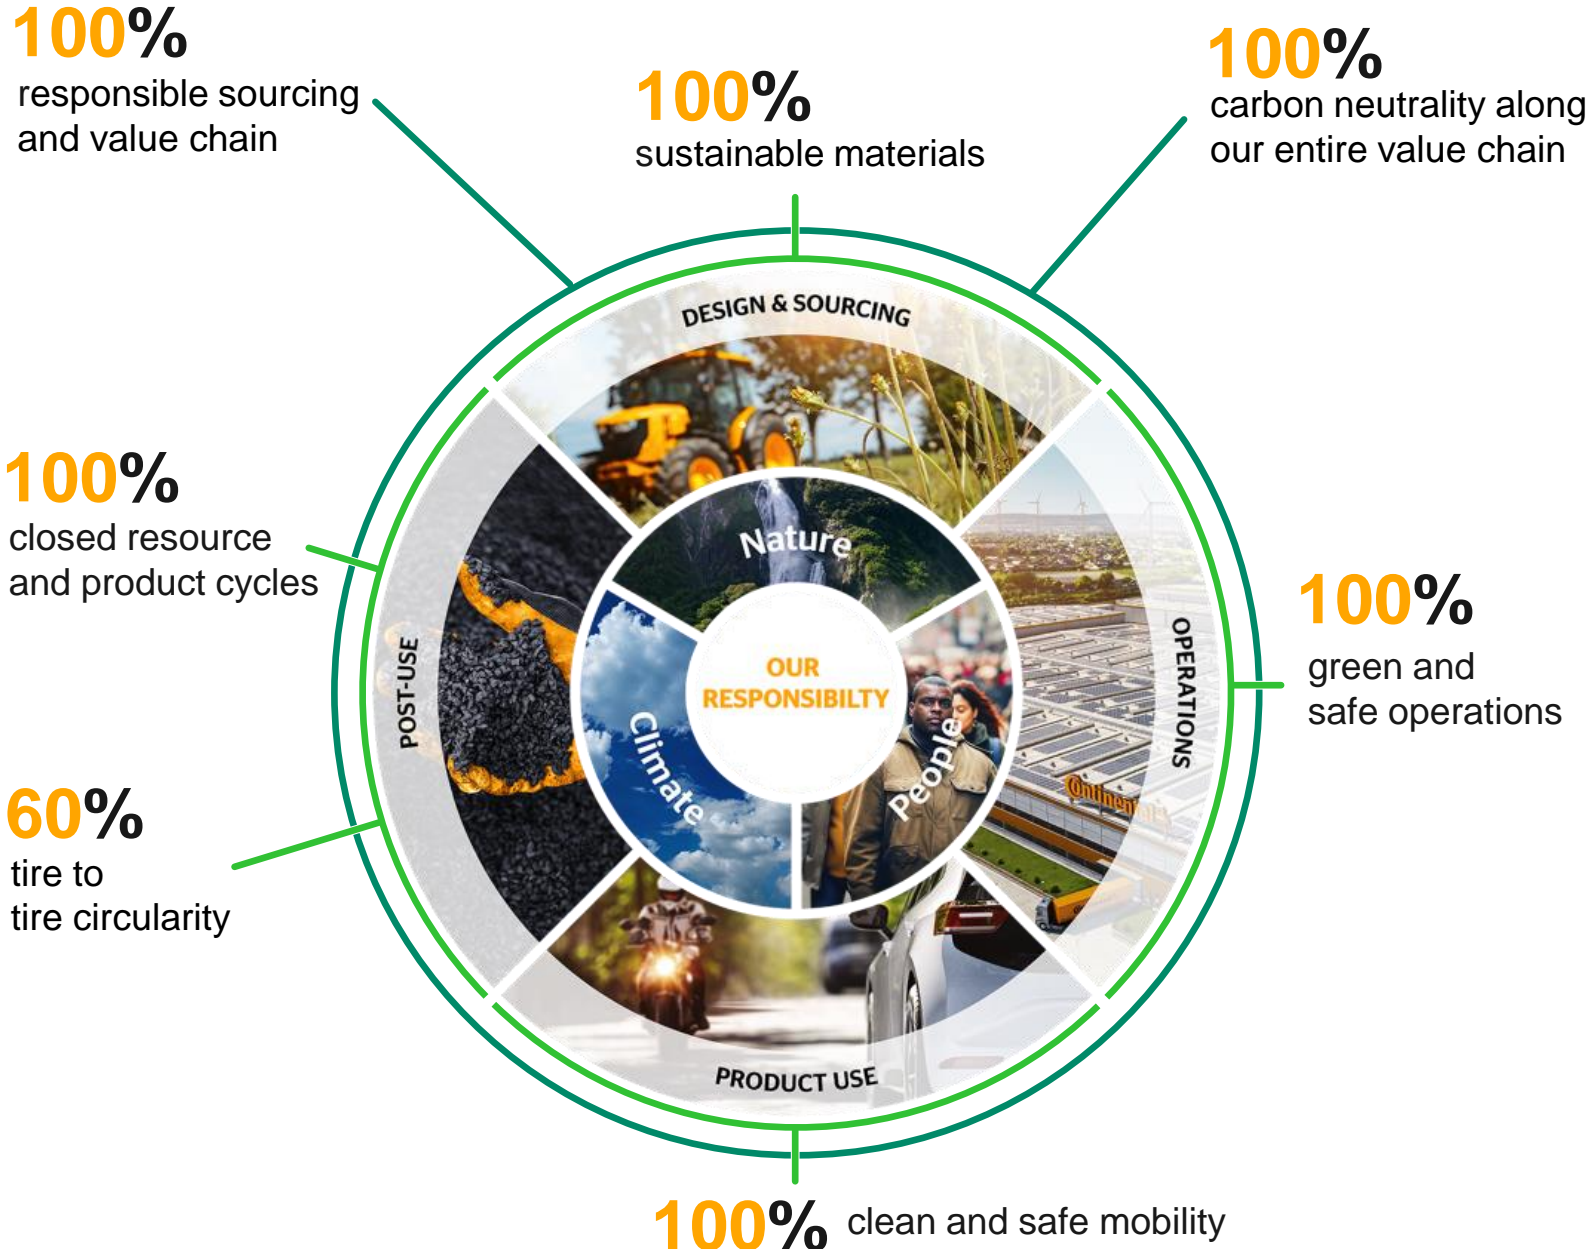 100%
responsible sourcing
and value chain
100%
sustainable materials
100%
carbon neutrality along
our entire value chain
DESIGN & SOURCING
100%
closed resource
and product cycles
Nature
100%
green and
safe operations
OUR
RESPONSIBILTY
POST-USE
OPERATIONS
Climate
People
60%
tire to
tire circularity
PRODUCT USE
100% clean and safe mobility